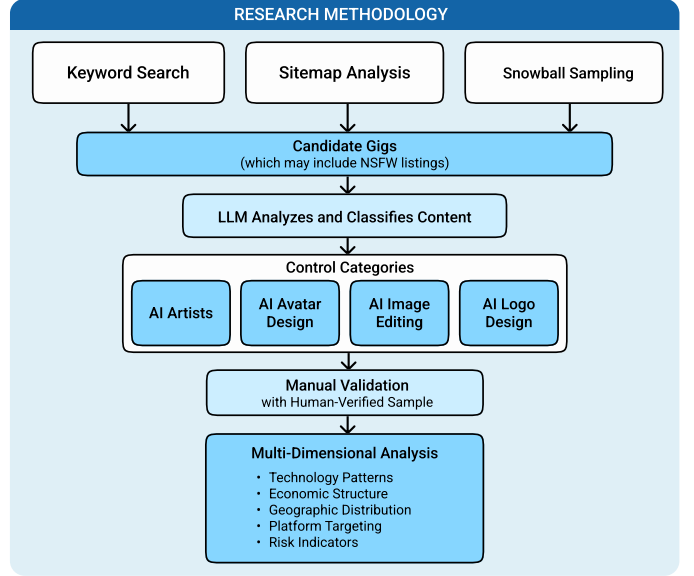 RESEARCH METHODOLOGY
Keyword Search
Sitemap Analysis
Snowball Sampling
Candidate Gigs
(which may include NSFW listings)
LLM Analyzes and Classifies Content
Control Categories
AI Artists
AI Avatar
Design
AI Image
Editing
AI Logo
Design
Manual Validation
with Human-Verified Sample
Multi-Dimensional Analysis
• Technology Patterns
• Economic Structure
• Geographic Distribution
• Platform Targeting
• Risk Indicators